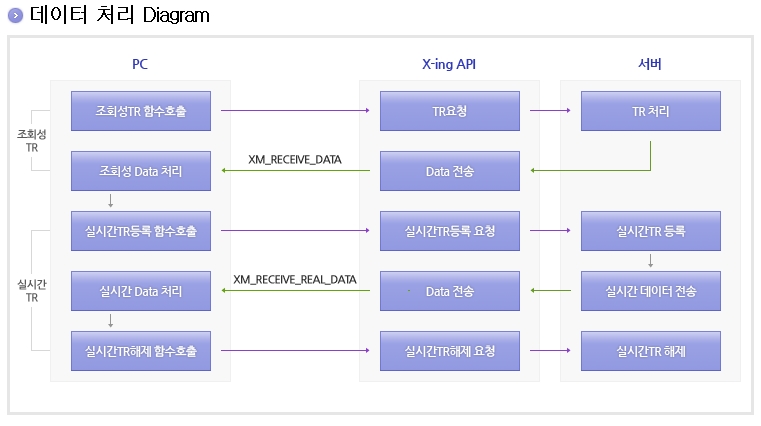 데이터 처리 Diagram
PC
X-ing API
서버
조회성
TR
조회성TR 함수호출
TR요청
TR 처리
XM_RECEIVE_DATA
조회성 Data 처리
Data 전송
실시간
TR
실시간TR등록 함수호출
실시간TR등록 요청
실시간TR 등록
XM_RECEIVE_REAL_DATA
실시간 Data 처리
Data 전송
실시간 데이터 전송
실시간TR해제 함수호출
실시간TR해제 요청
실시간TR 해제